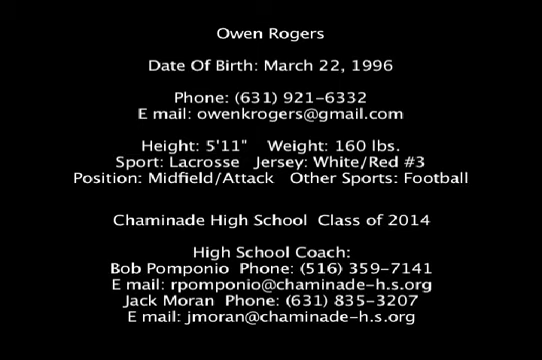 Owen Rogers
Date Of Birth: March 22, 1996
Phone: (631) 921-6332
E mail: owenkrogers@gmail.com
Height: 5'11" Weight: 160 lbs.
Sport: Lacrosse Jersey: White/Red #3
Position: Midfield/Attack Other Sports: Football
Chaminade High School Class of 2014
High School Coach:
Bob Pomponio Phone: (516) 359-7141
E mail: rpomponio@chaminade-h.s.org
Jack Moran Phone: (631) 835-3207
E mail: jmoran@chaminade-h.s.org